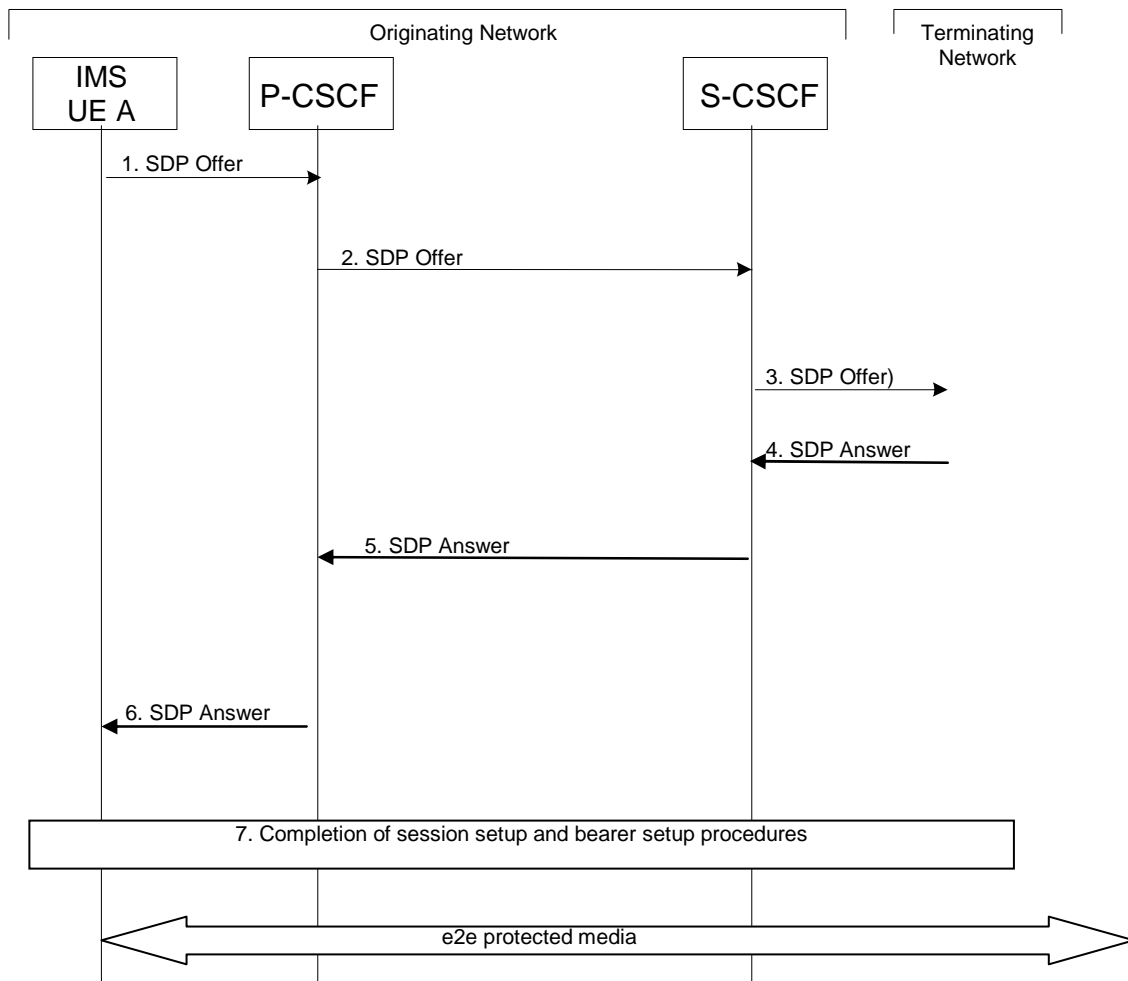 Originating Network
Terminating
Network
IMS
UE A
P-CSCF
S-CSCF
1. SDP Offer
2. SDP Offer
3. SDP Offer)
4. SDP Answer
5. SDP Answer
6. SDP Answer
7. Completion of session setup and bearer setup procedures
e2e protected media